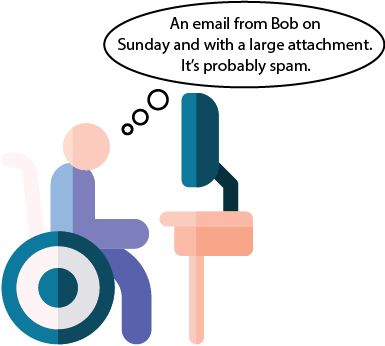 An email from Bob on
Sunday and with a large attachment.
It's probably spam.